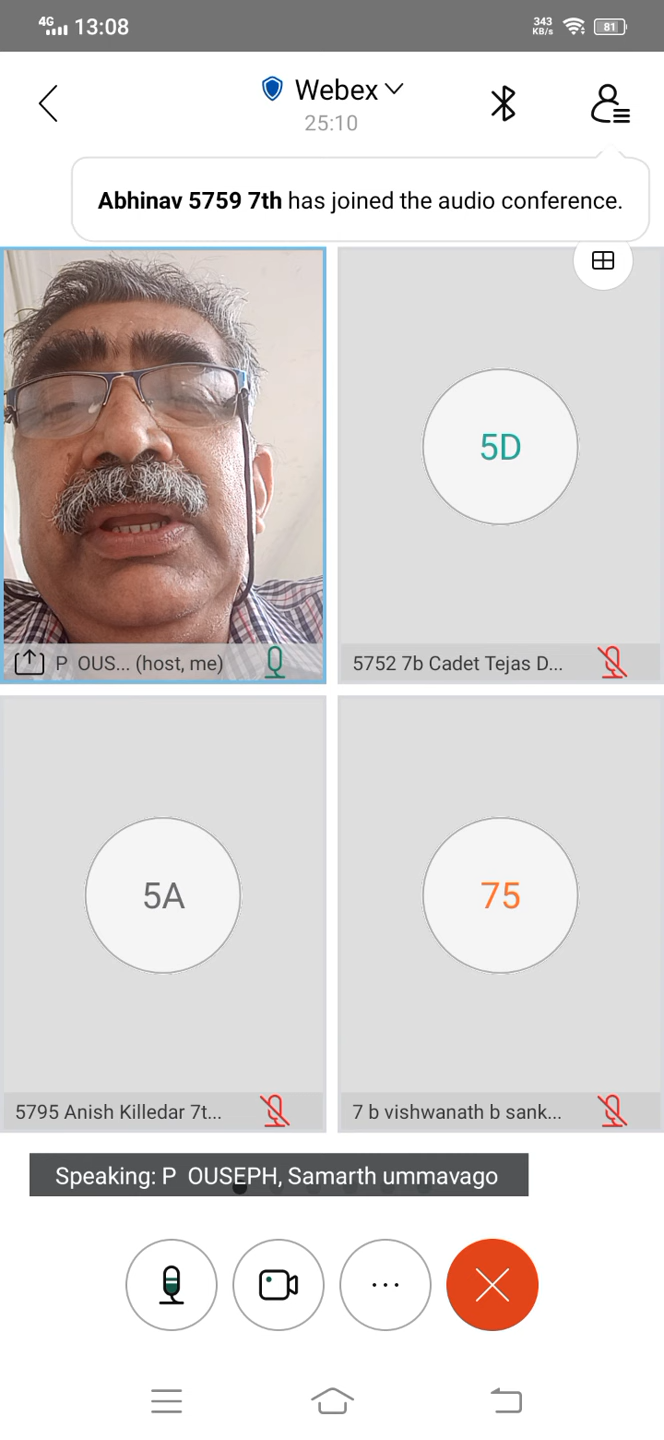 4G 13:08 343 KB/s 81
Webex
25:10
Abhinav 5759 7th has joined the audio conference.
5D
P OUS... (host, me)
5752 7b Cadet Tejas D...
5A
75
5795 Anish Killedar 7t...
7 b vishwanath b sank...
Speaking: P OUSEPH, Samarth ummavago